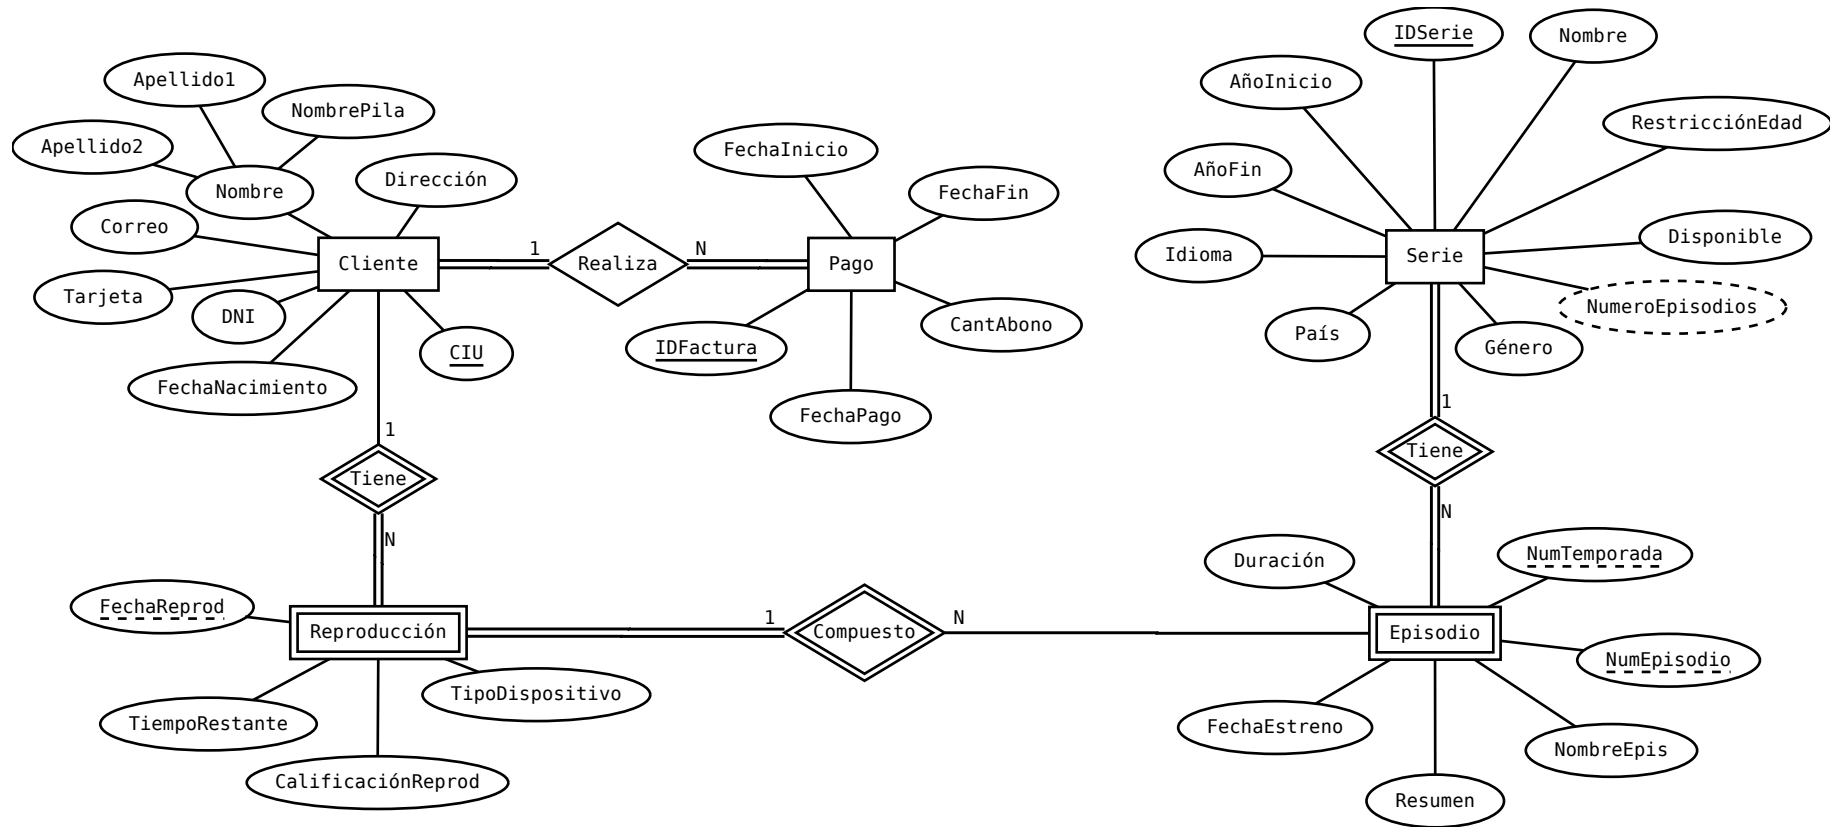 IDSerie
Nombre
Apellido1
AñoInicio
NombrePila
RestricciónEdad
Apellido2
FechaInicio
AñoFin
Nombre
Dirección
FechaFin
Correo
Disponible
1
N
Idioma
Cliente
Realiza
Pago
Serie
Tarjeta
NumeroEpisodios
DNI
CantAbono
País
CIU
IDFactura
Género
FechaNacimiento
1
FechaPago
1
Tiene
Tiene
N
N
NumTemporada
Duración
FechaReprod
1
N
Reproducción
Compuesto
Episodio
NumEpisodio
TipoDispositivo
TiempoRestante
FechaEstreno
NombreEpis
CalificaciónReprod
Resumen